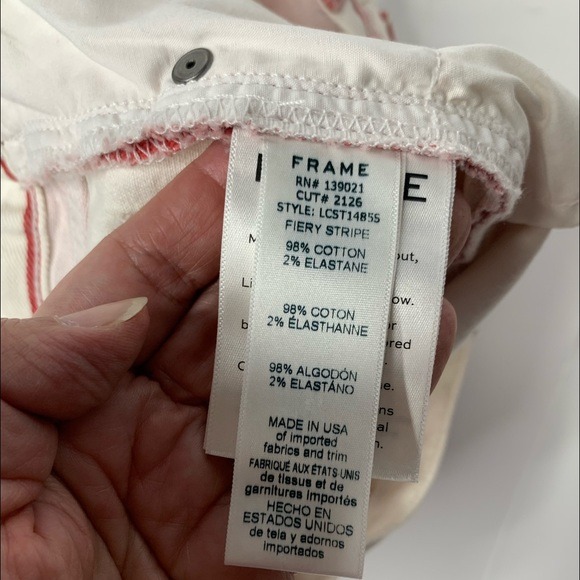 FRAME
RN# 139021
CUT# 2126
STYLE: LCST1485S
FIERY STRIPE
98% COTTON
2% ELASTANE
98% COTON
2% ÉLASTHANNE
98% ALGODÓN
2% ELASTÁNO
MADE IN USA
of imported
fabrics and trim
FABRIQUÉ AUX ÉTATS-UNIS
de tissus et de
garnitures importés
HECHO EN
ESTADOS UNIDOS
de tela y adornos
importados